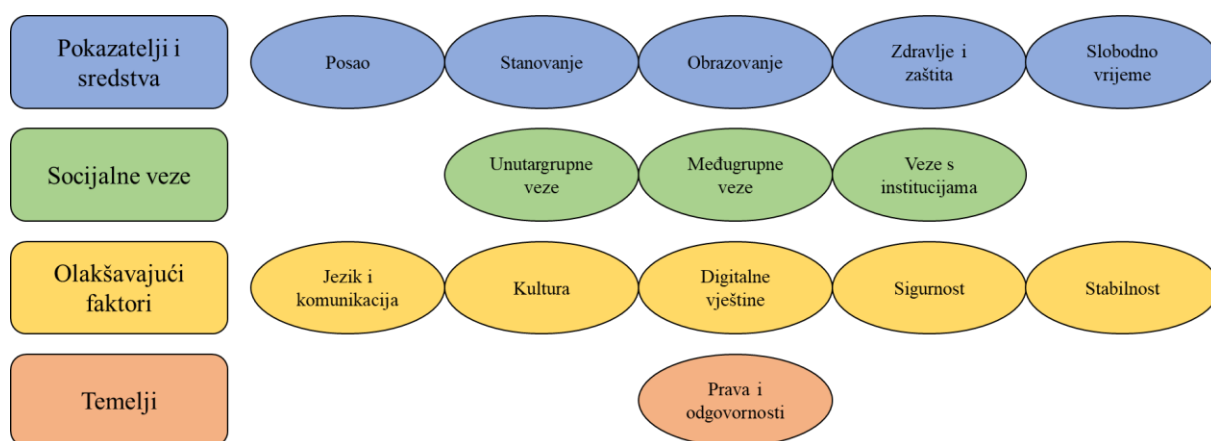 Pokazatelji i
sredstva
Posao
Stanovanje
Obrazovanje
Zdravlje i
zaštita
Slobodno
vrijeme
Socijalne veze
Unutargrupne
veze
Međugrupne
veze
Veze s
institucijama
Olakšavajući
faktori
Jezik i
komunikacija
Kultura
Digitalne
vještine
Sigurnost
Stabilnost
Temelji
Prava i
odgovornosti